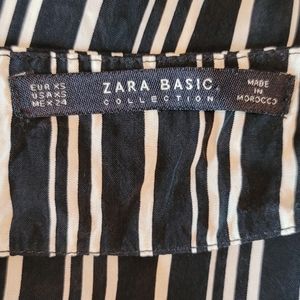 EUR XS
USA XS
MEX 24
ZARA BASIC
COLLECTION
MADE
IN
MOROCCO